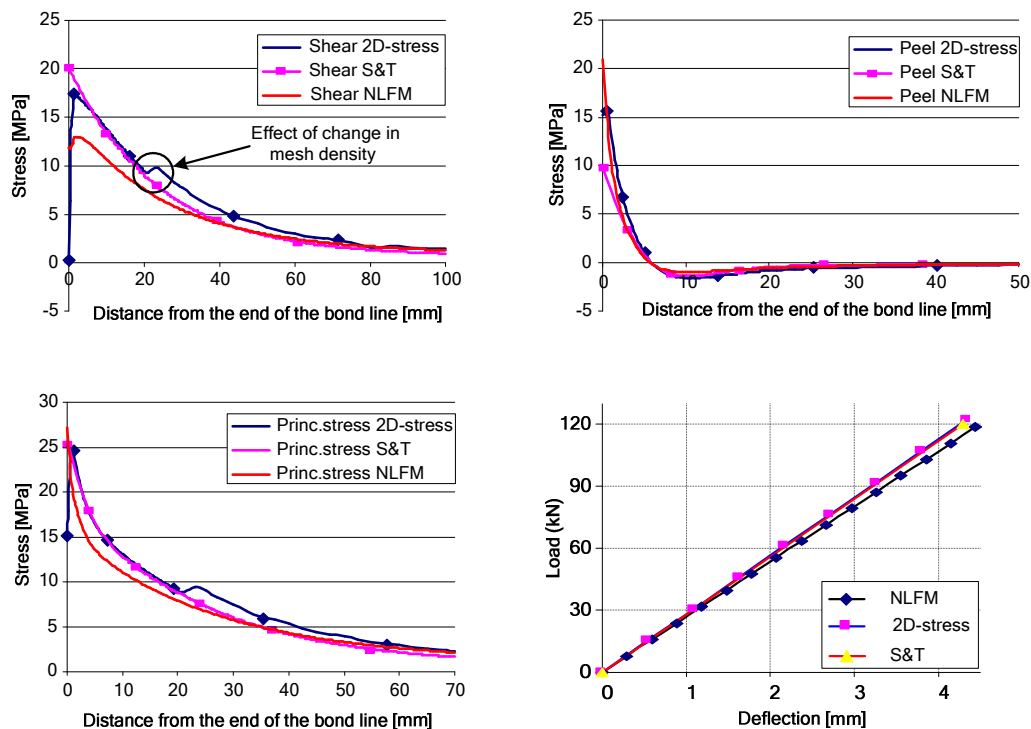 25
20
15
10
5
0
-5
Stress [MPa]
Shear 2D-stress
Shear S&T
Shear NLFM
Effect of change in
mesh density
0 20 40 60 80 100
Distance from the end of the bond line [mm]
25
20
15
10
5
0
-5
Stress [MPa]
Peel 2D-stress
Peel S&T
Peel NLFM
0 10 20 30 40 50
Distance from the end of the bond line [mm]
30
25
20
15
10
5
0
Stress [MPa]
Princ.stress 2D-stress
Princ.stress S&T
Princ.stress NLFM
0 10 20 30 40 50 60 70
Distance from the end of the bond line [mm]
120
90
60
30
0
Load (kN)
NLFM
2D-stress
S&T
0 1 2 3 4
Deflection [mm]